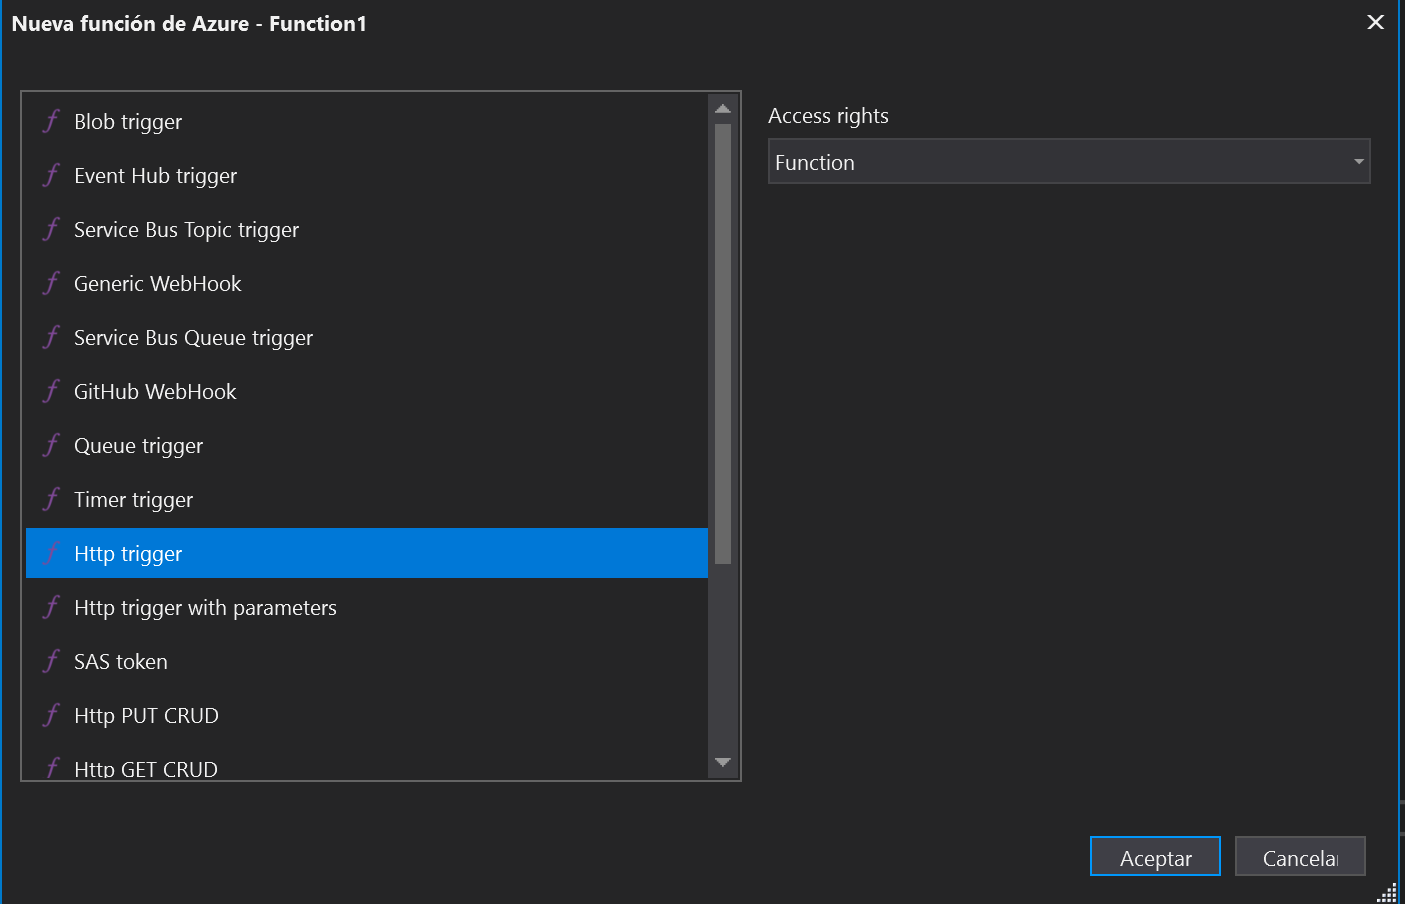 Nueva función de Azure - Function1
Blob trigger
Event Hub trigger
Service Bus Topic trigger
Generic WebHook
Service Bus Queue trigger
GitHub WebHook
Queue trigger
Timer trigger
Http trigger
Http trigger with parameters
SAS token
Http PUT CRUD
Http GET CRUD
Access rights
Function
Aceptar
Cancela